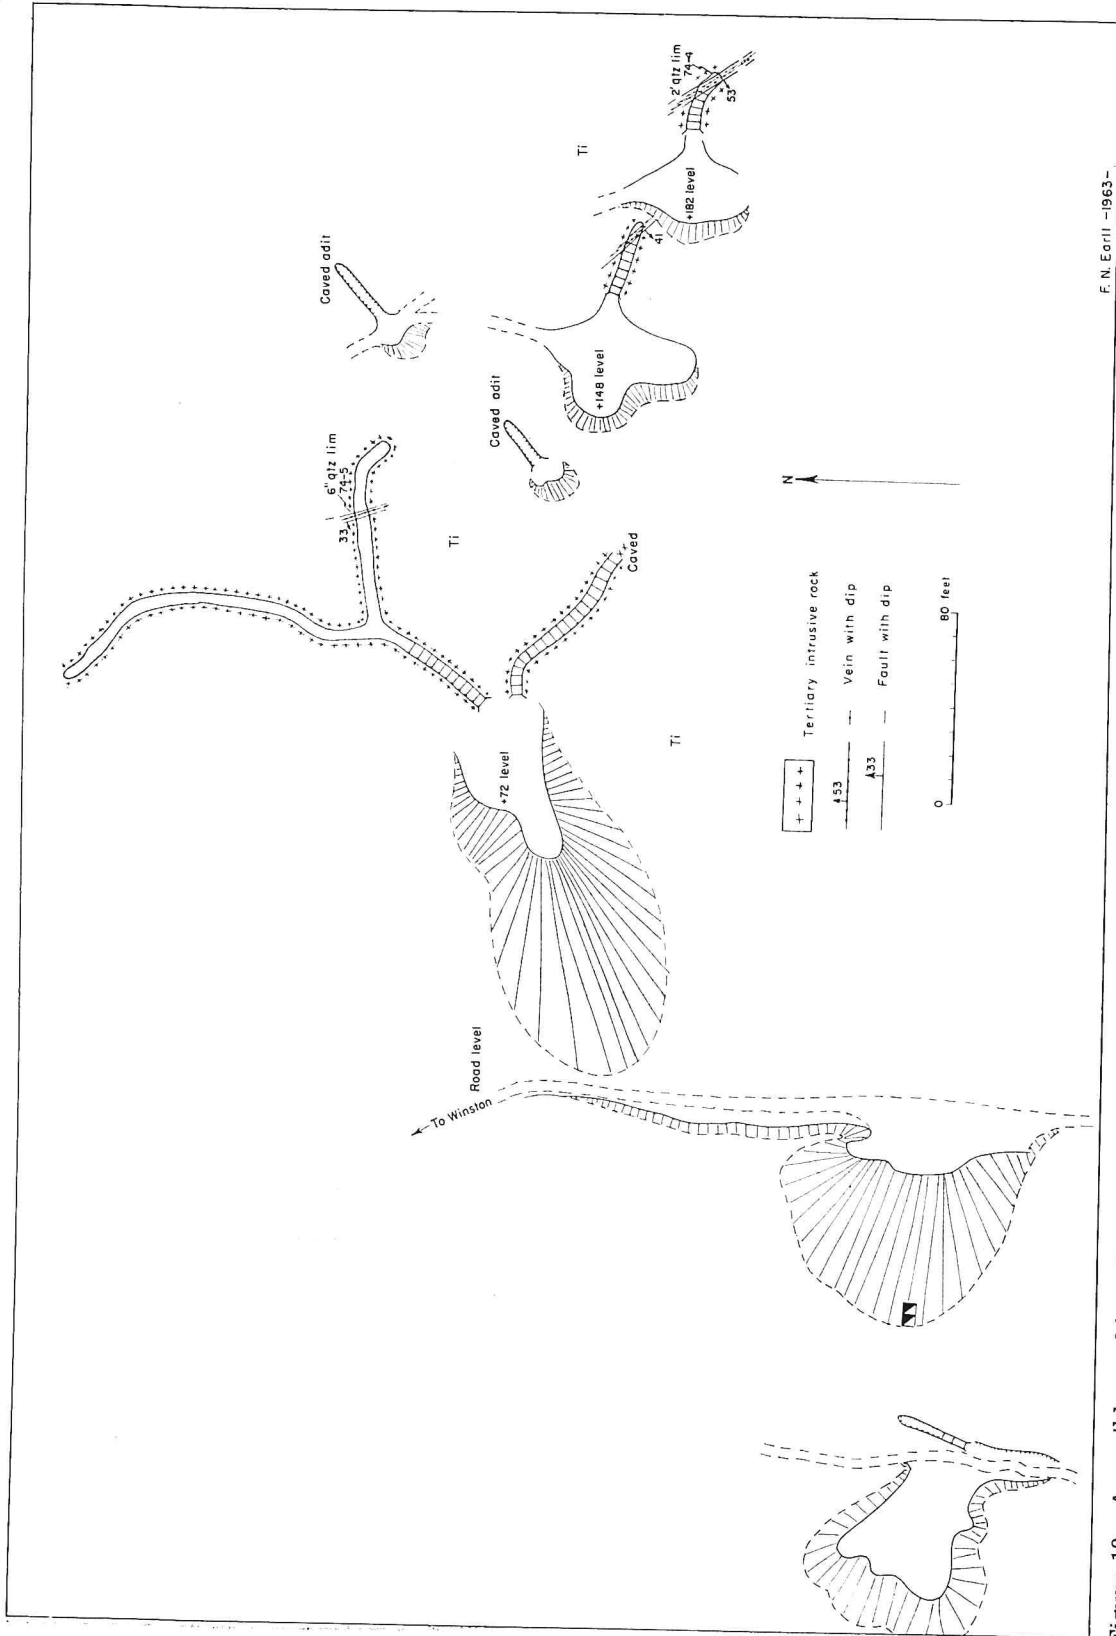 2' qtz lim
74-4
53
Ti
+182 level
41
Caved adit
+148 level
Caved adit
6" qtz lim
74-5
33
Ti
Caved
N
+72 level
Ti
Tertiary intrusive rock
53
Vein with dip
33
Fault with dip
0
80 feet
Road level
To Winston
F. N. Earll -1963-